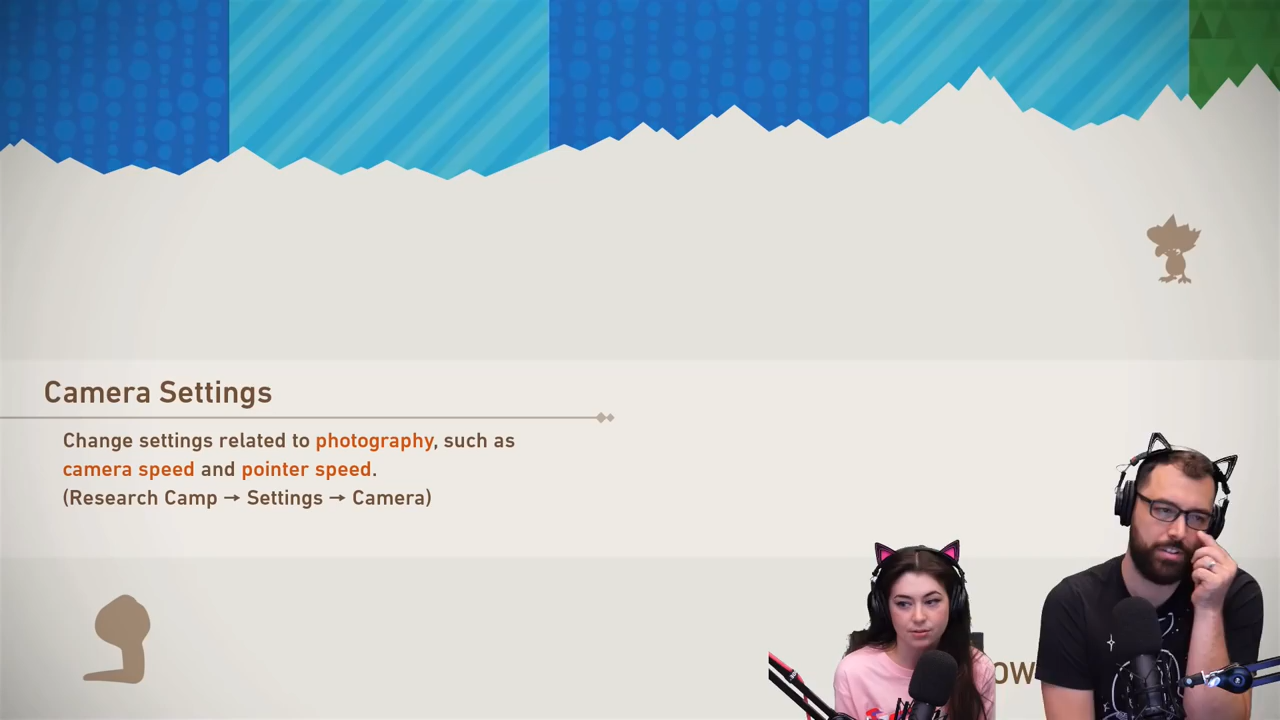 Camera Settings
Change settings related to photography, such as
camera speed and pointer speed.
(Research Camp → Settings → Camera)